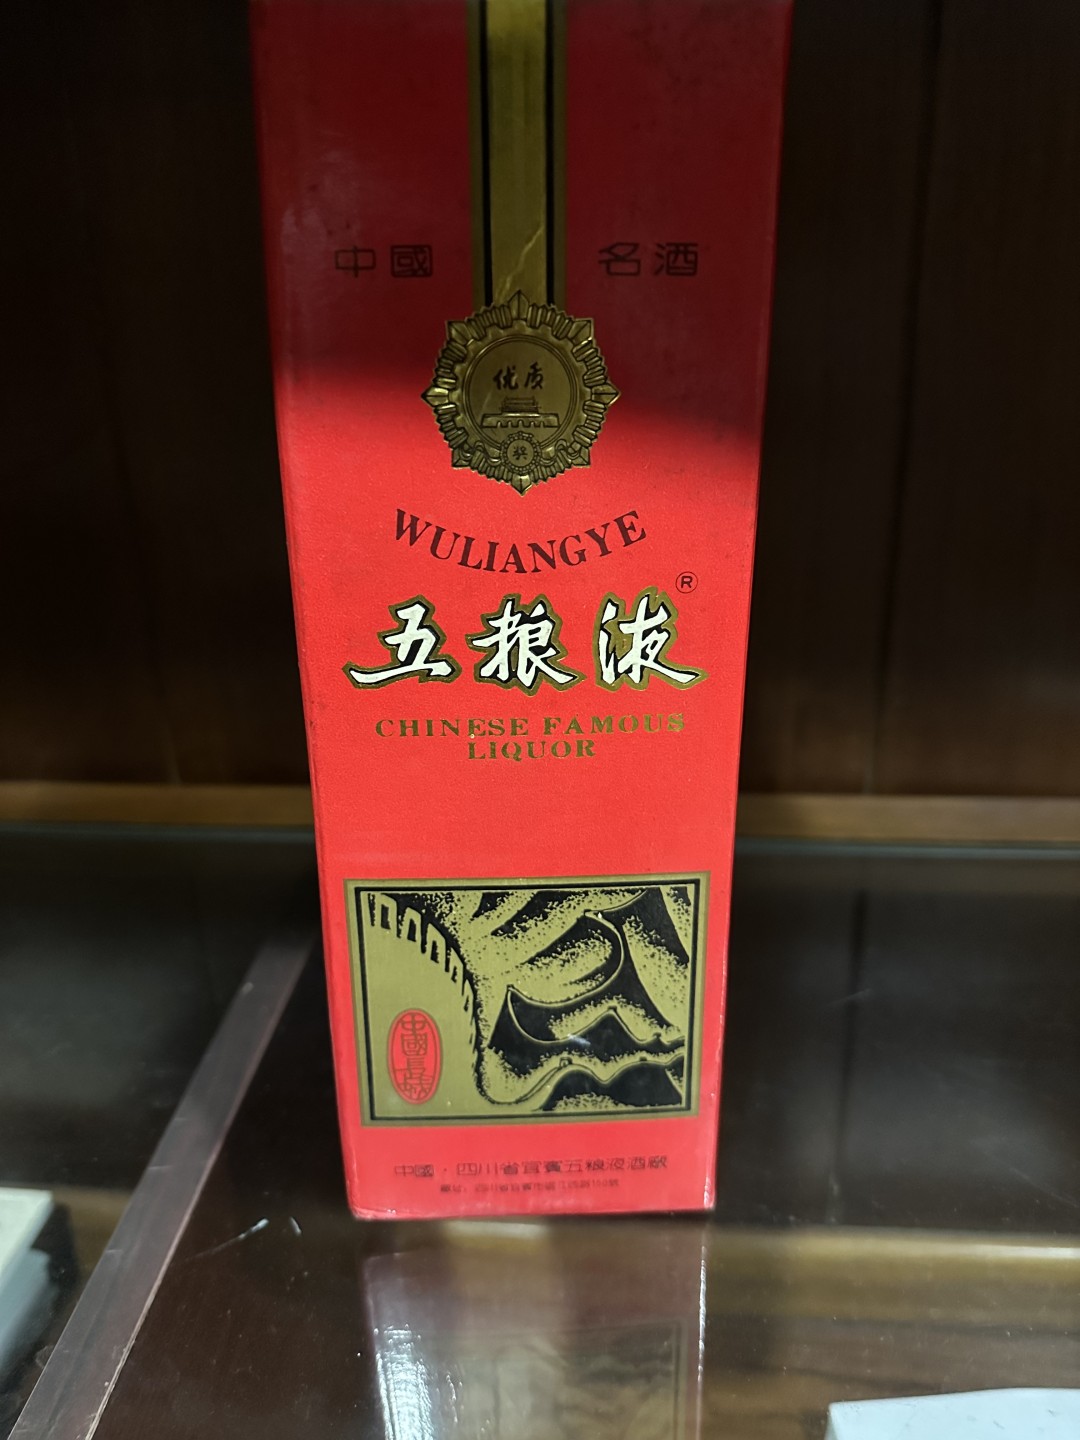 中國 名酒
优质
奖
WULIANGYE
®
五粮液
CHINESE FAMOUS
LIQUOR
中國長城
中國·四川省宜賓五粮液酒廠